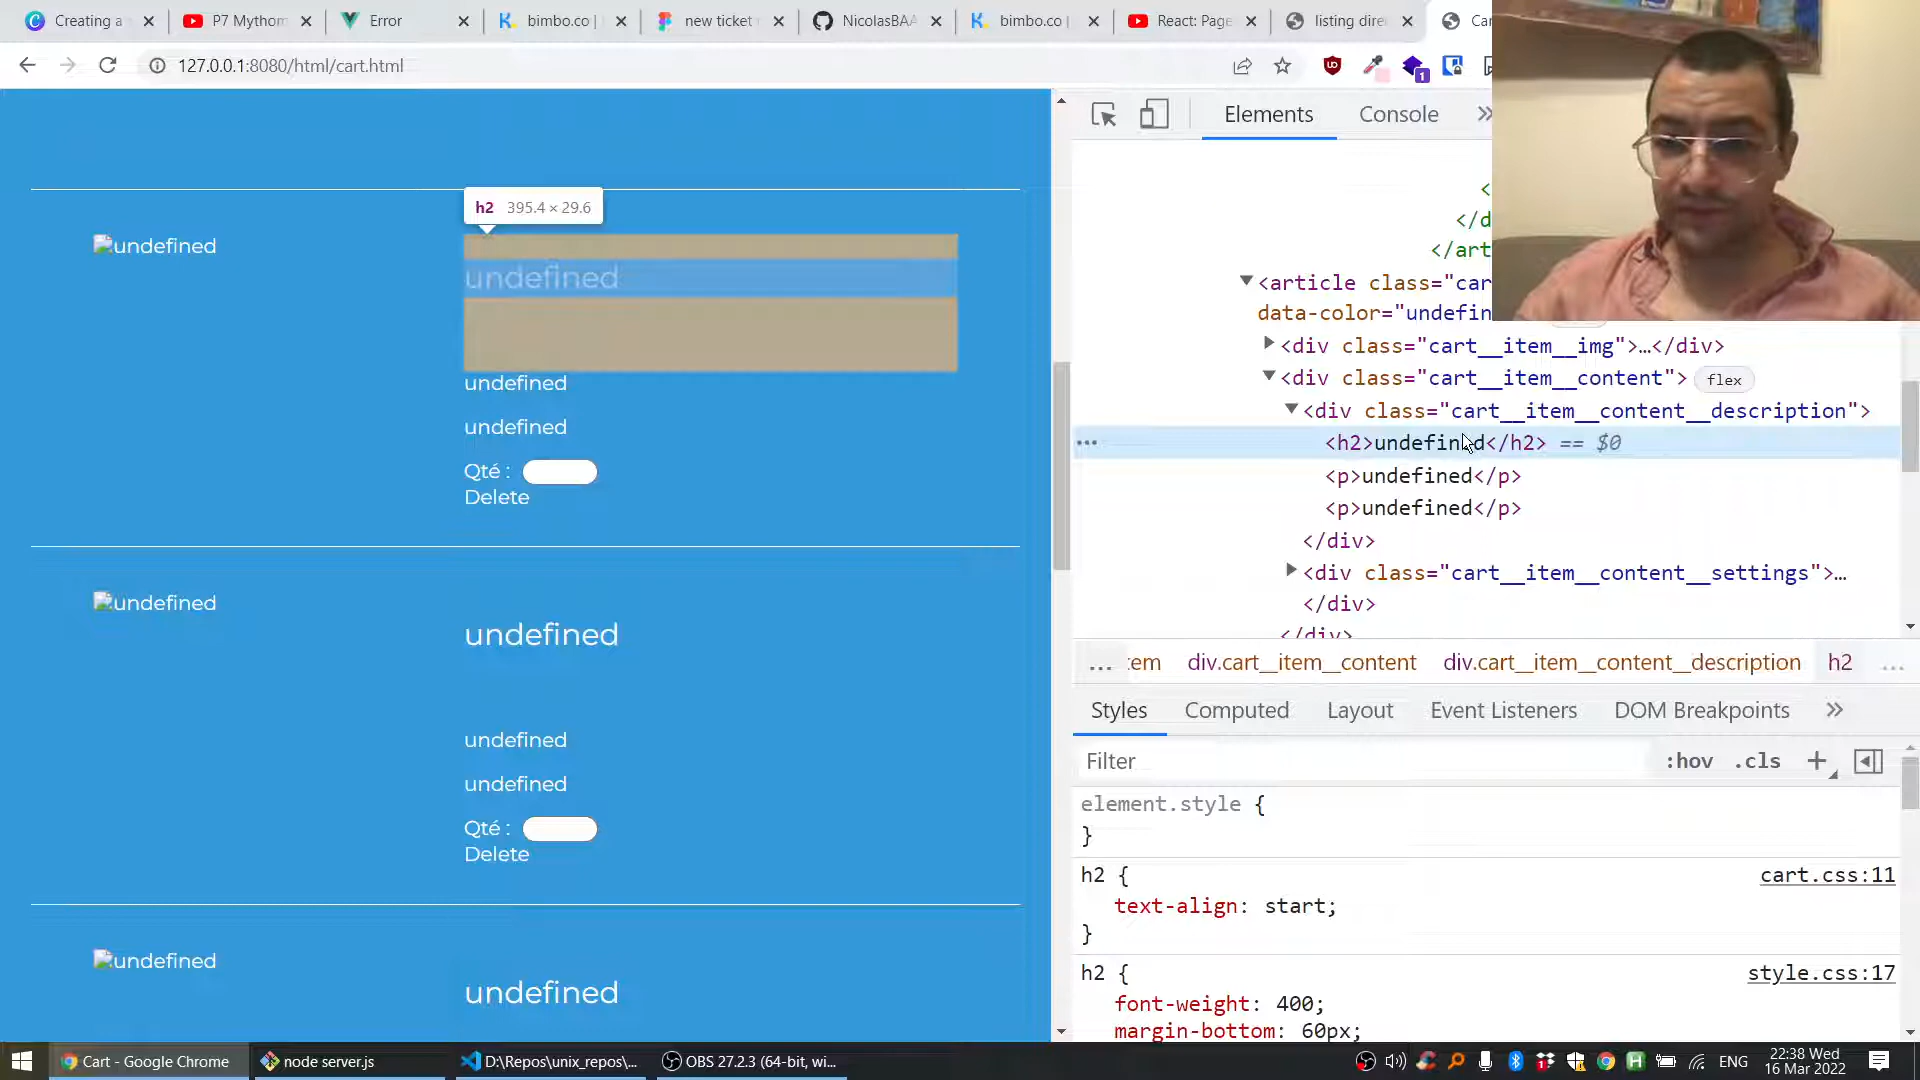 Creating a
P7 Mythom
Error
bimbo.co |
new ticket
NicolasBAA
bimbo.co |
React: Page
listing dire
127.0.0.1:8080/html/cart.html
1
h2 395.4 × 29.6
undefined
undefined
undefined
undefined
Qté :
Delete
undefined
undefined
undefined
undefined
Qté :
Delete
undefined
undefined
Elements
Console
</art
<article class="car
data-color="undefin
<div class="cart__item__img">…</div>
<div class="cart__item__content"> flex
<div class="cart__item__content__description">
<h2>undefined</h2> == $0
<p>undefined</p>
<p>undefined</p>
</div>
<div class="cart__item__content__settings">…
</div>
</div>
... tem div.cart__item__content div.cart__item__content__description h2 ...
Styles Computed Layout Event Listeners DOM Breakpoints
Filter
:hov .cls
element.style {
}
h2 { cart.css:11
text-align: start;
}
h2 { style.css:17
font-weight: 400;
margin-bottom: 60px;
Cart - Google Chrome
node server.js
D:\Repos\unix_repos\...
OBS 27.2.3 (64-bit, wi...
ENG
22:38 Wed
16 Mar 2022